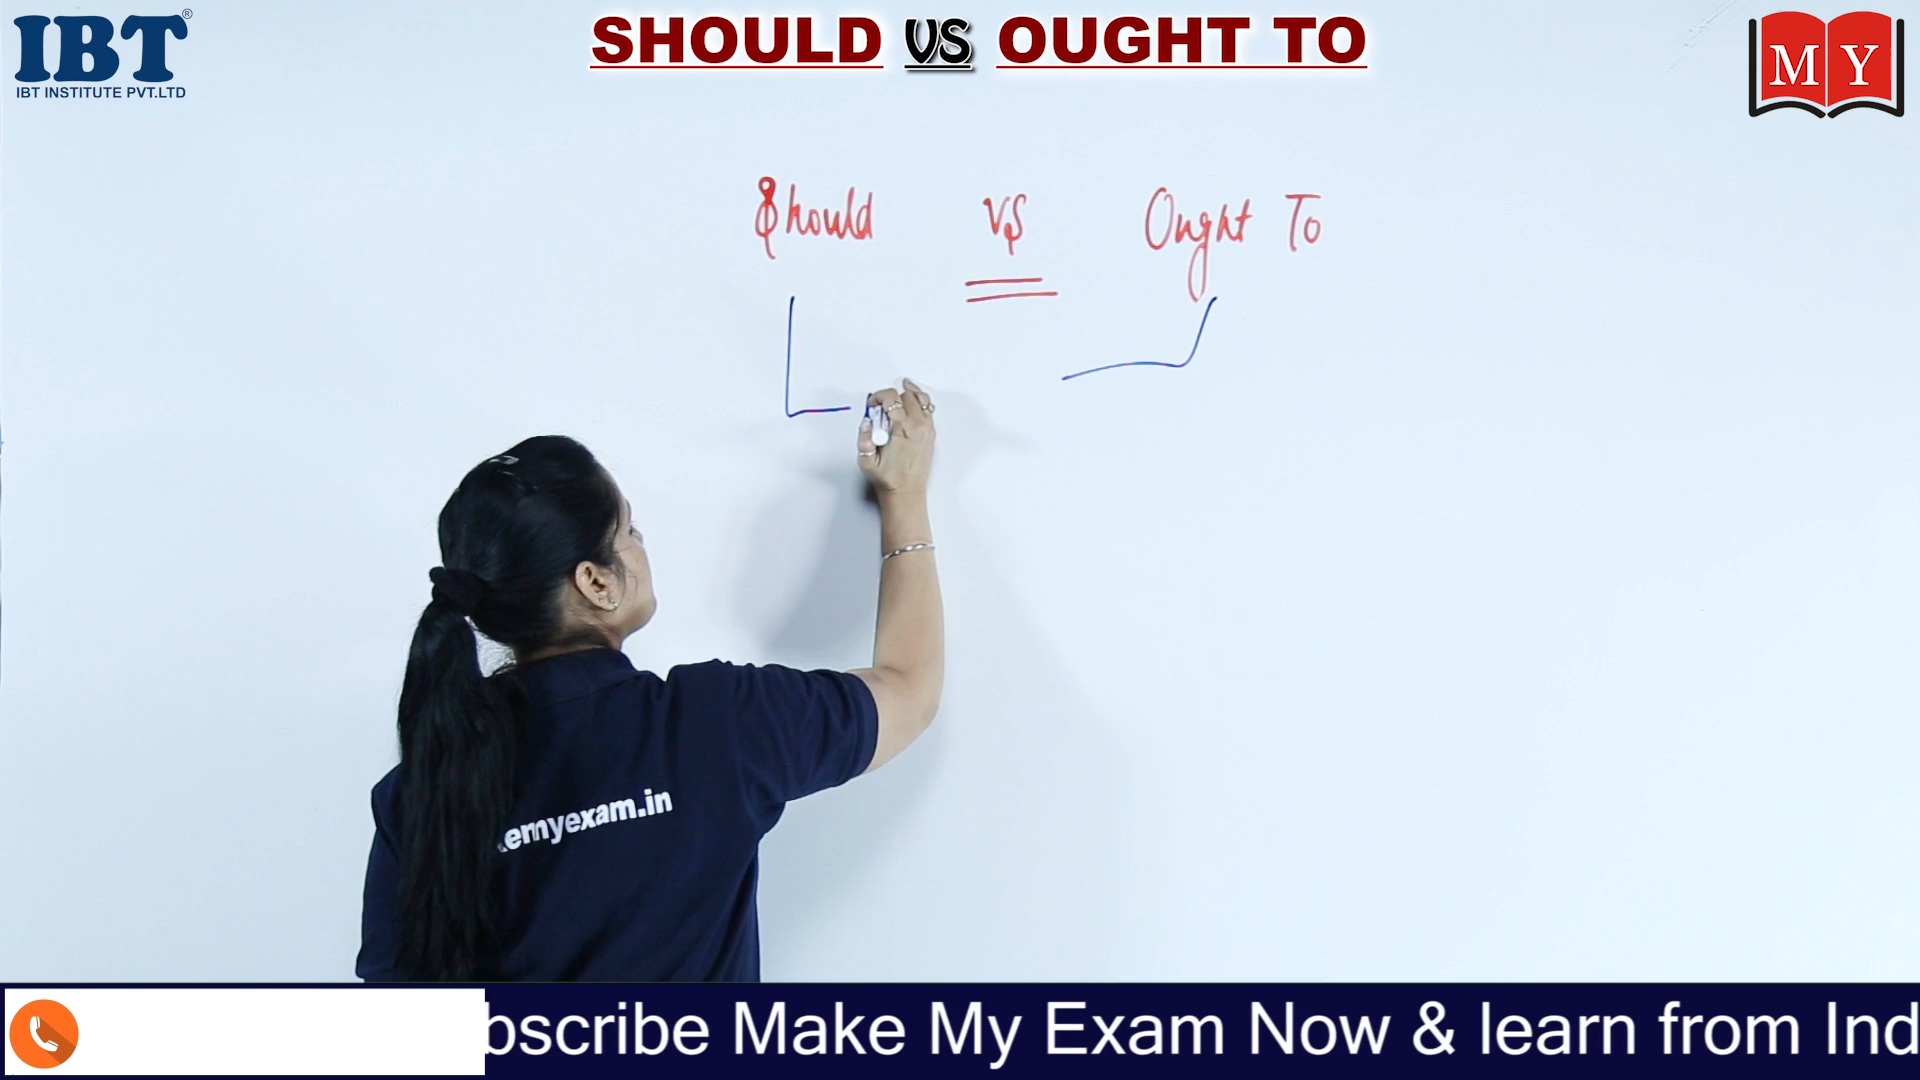 IBT®
IBT INSTITUTE PVT.LTD
SHOULD VS OUGHT TO
M Y
Should VS Ought To
emyexam.in
bscribe Make My Exam Now & learn from Ind